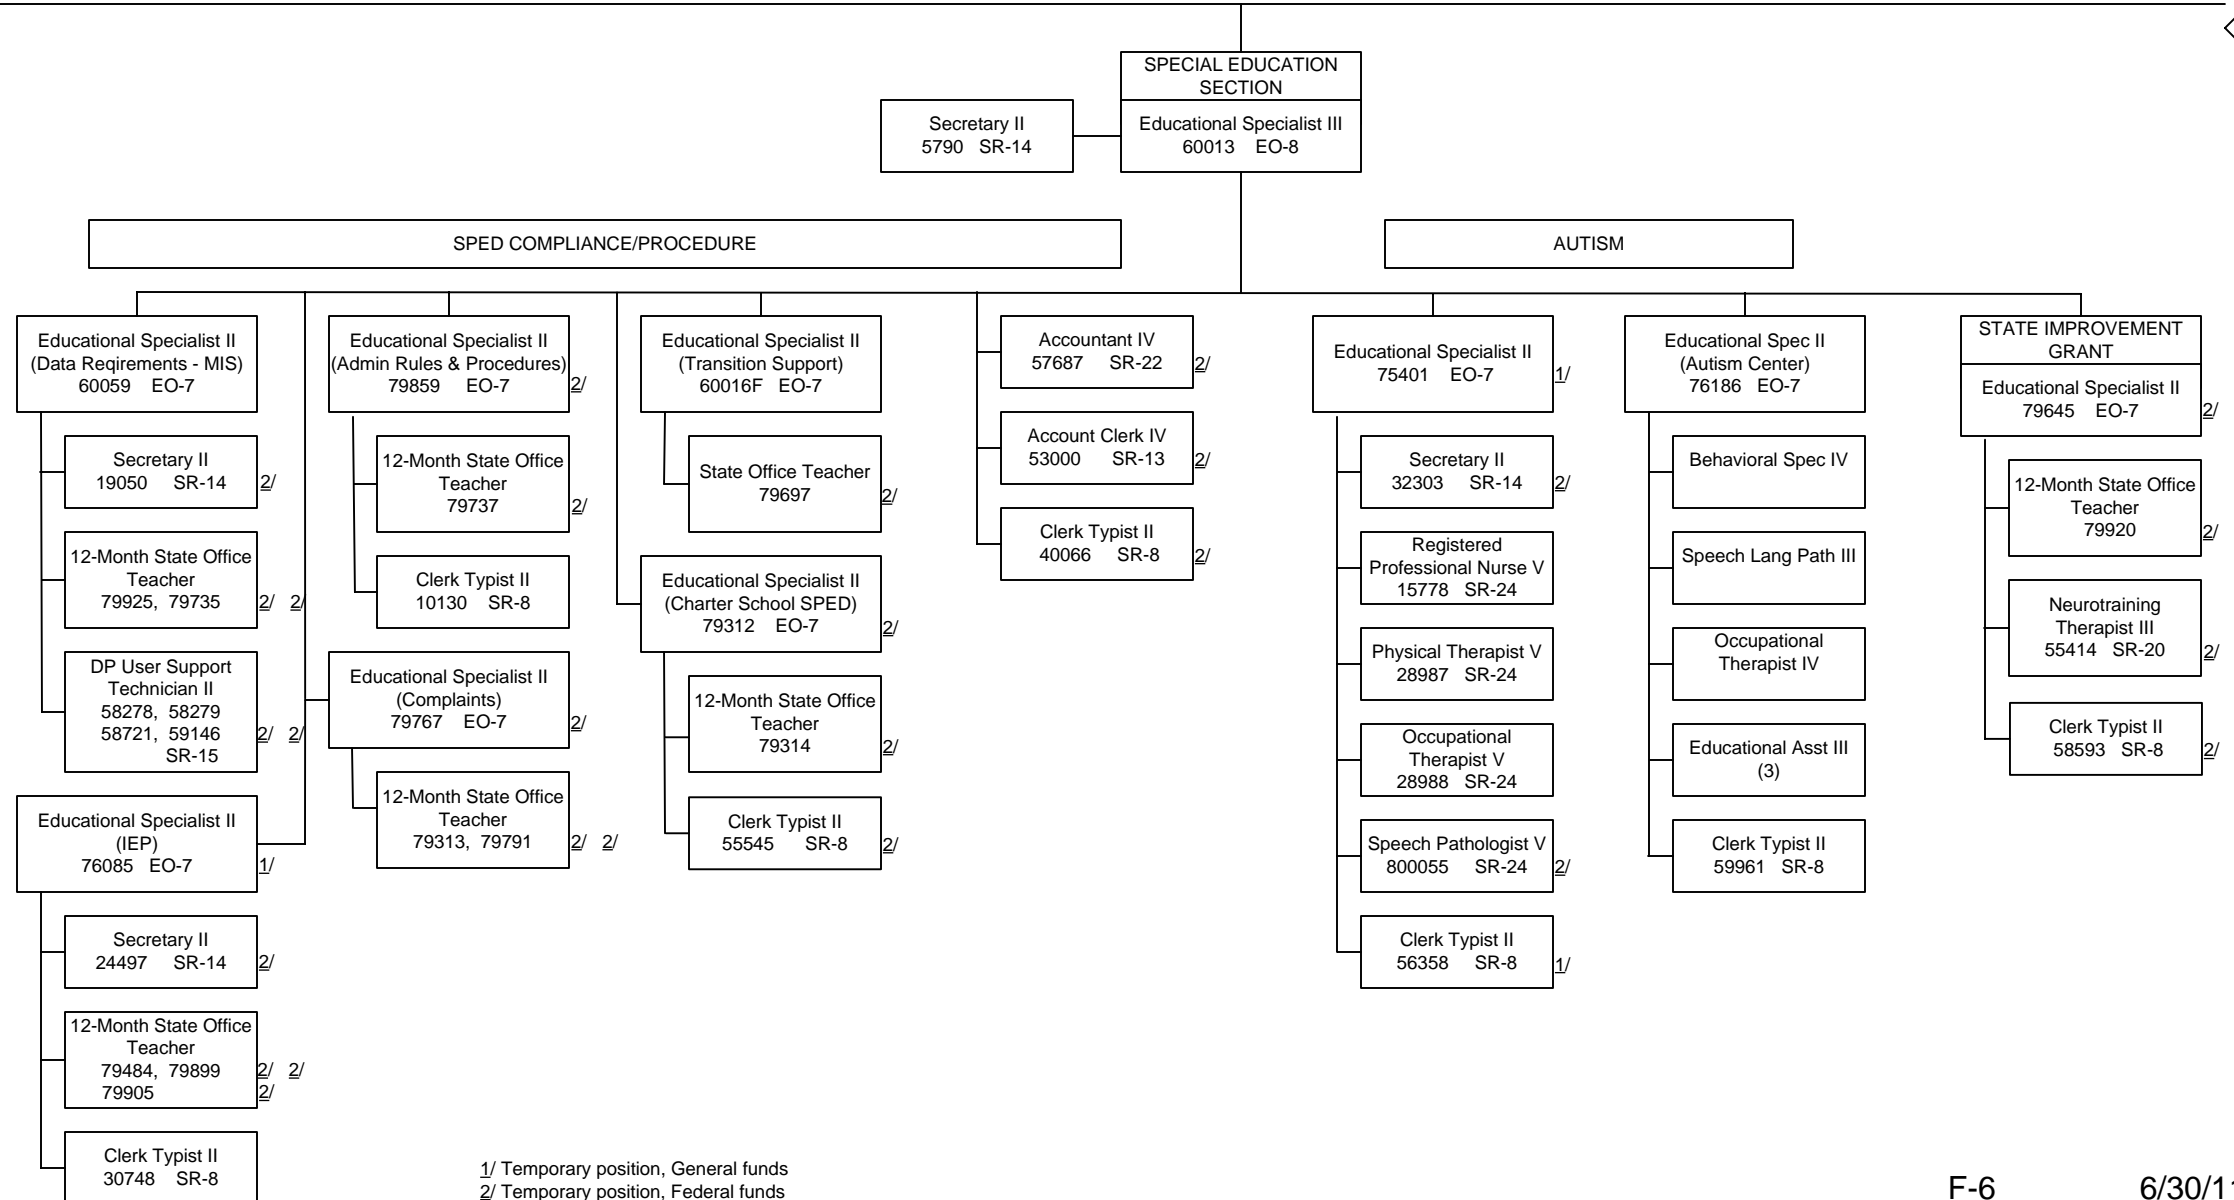 SPECIAL EDUCATION
SECTION
Educational Specialist III
60013 EO-8
Secretary II
5790 SR-14
SPED COMPLIANCE/PROCEDURE
AUTISM
Educational Specialist II
(Data Reqirements - MIS)
60059 EO-7
Secretary II
19050 SR-14 2/
12-Month State Office
Teacher
79925, 79735 2/ 2/
DP User Support
Technician II
58278, 58279
58721, 59146 2/ 2/
SR-15
Educational Specialist II
(IEP)
76085 EO-7 1/
Secretary II
24497 SR-14 2/
12-Month State Office
Teacher
79484, 79899 2/ 2/
79905 2/
Clerk Typist II
30748 SR-8
Educational Specialist II
(Admin Rules & Procedures)
79859 EO-7 2/
12-Month State Office
Teacher
79737 2/
Clerk Typist II
10130 SR-8
Educational Specialist II
(Complaints)
79767 EO-7 2/
12-Month State Office
Teacher
79313, 79791 2/ 2/
Educational Specialist II
(Transition Support)
60016F EO-7
State Office Teacher
79697 2/
Educational Specialist II
(Charter School SPED)
79312 EO-7 2/
12-Month State Office
Teacher
79314 2/
Clerk Typist II
55545 SR-8 2/
Accountant IV
57687 SR-22 2/
Account Clerk IV
53000 SR-13 2/
Clerk Typist II
40066 SR-8 2/
Educational Specialist II
75401 EO-7 1/
Secretary II
32303 SR-14 2/
Registered
Professional Nurse V
15778 SR-24
Physical Therapist V
28987 SR-24
Occupational
Therapist V
28988 SR-24
Speech Pathologist V
800055 SR-24 2/
Clerk Typist II
56358 SR-8 1/
Educational Spec II
(Autism Center)
76186 EO-7
Behavioral Spec IV
Speech Lang Path III
Occupational
Therapist IV
Educational Asst III
(3)
Clerk Typist II
59961 SR-8
STATE IMPROVEMENT
GRANT
Educational Specialist II
79645 EO-7 2/
12-Month State Office
Teacher
79920 2/
Neurotraining
Therapist III
55414 SR-20 2/
Clerk Typist II
58593 SR-8 2/
1/ Temporary position, General funds
2/ Temporary position, Federal funds
F-6 6/30/11